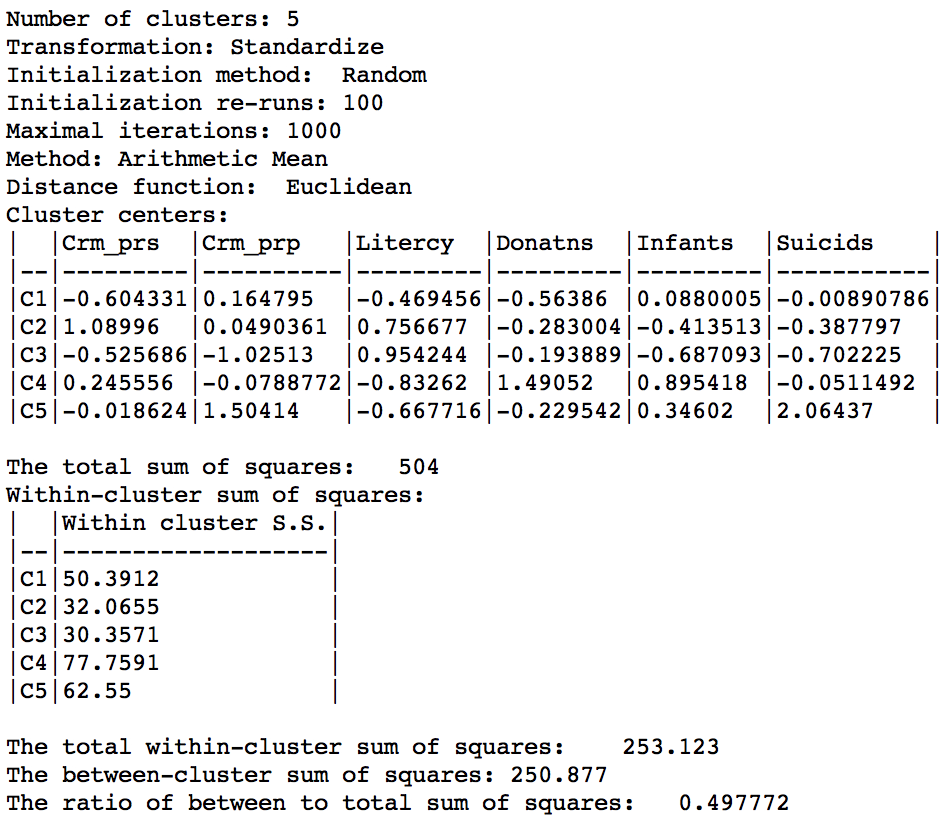 Number of clusters: 5
Transformation: Standardize
Initialization method:  Random
Initialization re-runs: 100
Maximal iterations: 1000
Method: Arithmetic Mean
Distance function:  Euclidean
Cluster centers:
|  |Crm_prs  |Crm_prp   |Litercy  |Donatns  |Infants  |Suicids    |
|--|---------|----------|---------|---------|---------|-----------|
|C1|-0.604331|0.164795  |-0.469456|-0.56386 |0.0880005|-0.00890786|
|C2|1.08996  |0.0490361 |0.756677 |-0.283004|-0.413513|-0.387797  |
|C3|-0.525686|-1.02513  |0.954244 |-0.193889|-0.687093|-0.702225  |
|C4|0.245556 |-0.0788772|-0.83262 |1.49052  |0.895418 |-0.0511492 |
|C5|-0.018624|1.50414   |-0.667716|-0.229542|0.34602  |2.06437    |
The total sum of squares:   504
Within-cluster sum of squares:
|  |Within cluster S.S.|
|--|-------------------|
|C1|50.3912            |
|C2|32.0655            |
|C3|30.3571            |
|C4|77.7591            |
|C5|62.55              |
The total within-cluster sum of squares:    253.123
The between-cluster sum of squares: 250.877
The ratio of between to total sum of squares:   0.497772